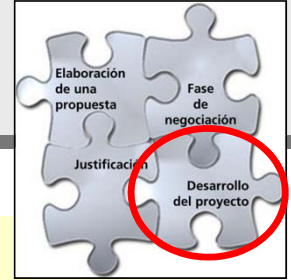 Elaboración
de una
propuesta
Fase
de
negociación
Justificación
Desarrollo
del proyecto